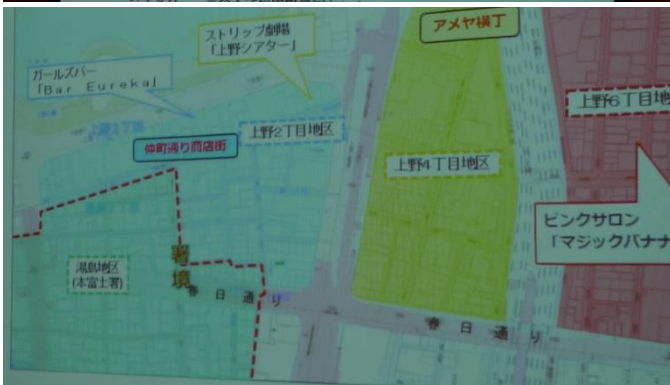 ストリップ劇場
「上野シアター」
アメヤ横丁
ガールズバー
「Bar Eureka」
上野6丁目地
上野2丁目地区
仲町通り商店街
上野4丁目地区
ピンクサロン
「マジックバナナ
湯島地区
(本富士署)
署境
春日通り
春日通り